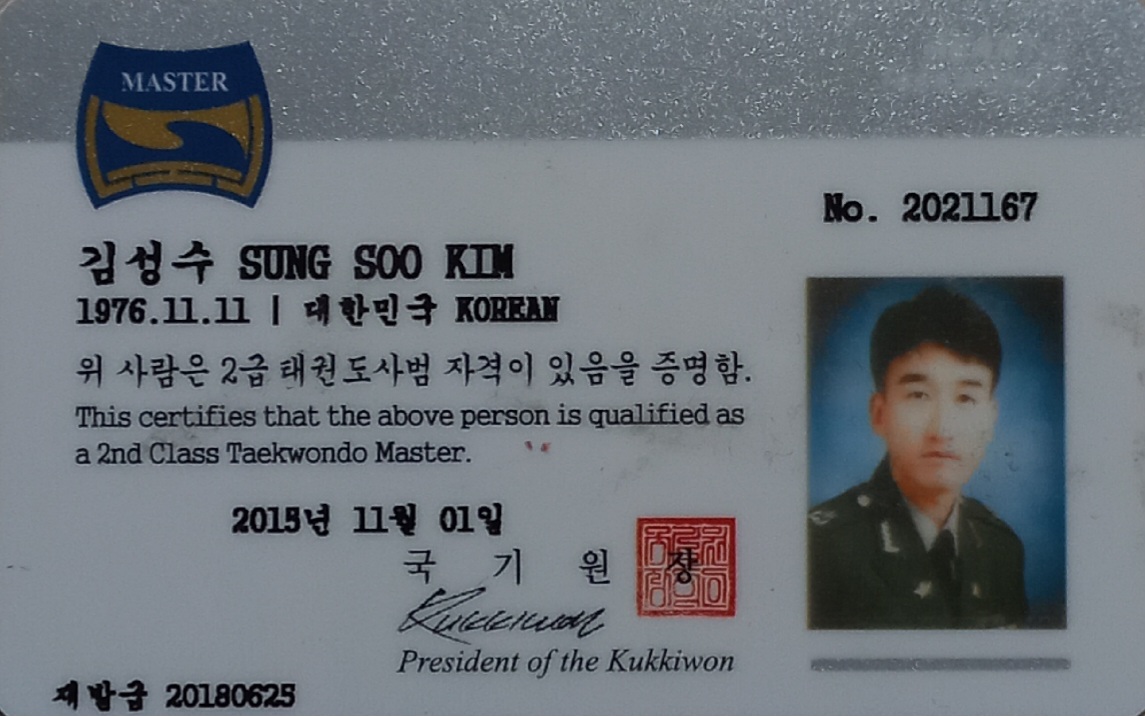 MASTER
No. 2021167
김성수 SUNG SOO KIM
1976.11.11 | 대한민국 KOREAN
위 사람은 2급 태권도사범 자격이 있음을 증명함.
This certifies that the above person is qualified as
a 2nd Class Taekwondo Master.
2015년 11월 01일
국 기 원 장
Kukkiwon
President of the Kukkiwon
재발급 20180625